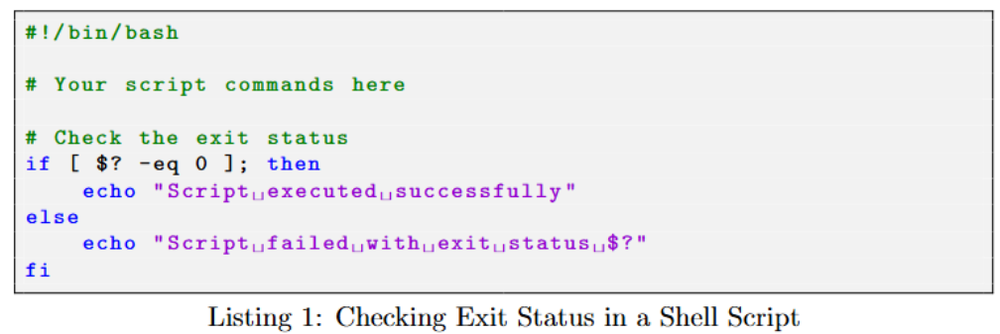 #!/bin/bash
# Your script commands here
# Check the exit status
if [ $? -eq 0 ]; then
    echo "Script␣executed␣successfully"
else
    echo "Script␣failed␣with␣exit␣status␣$?"
fi
Listing 1: Checking Exit Status in a Shell Script